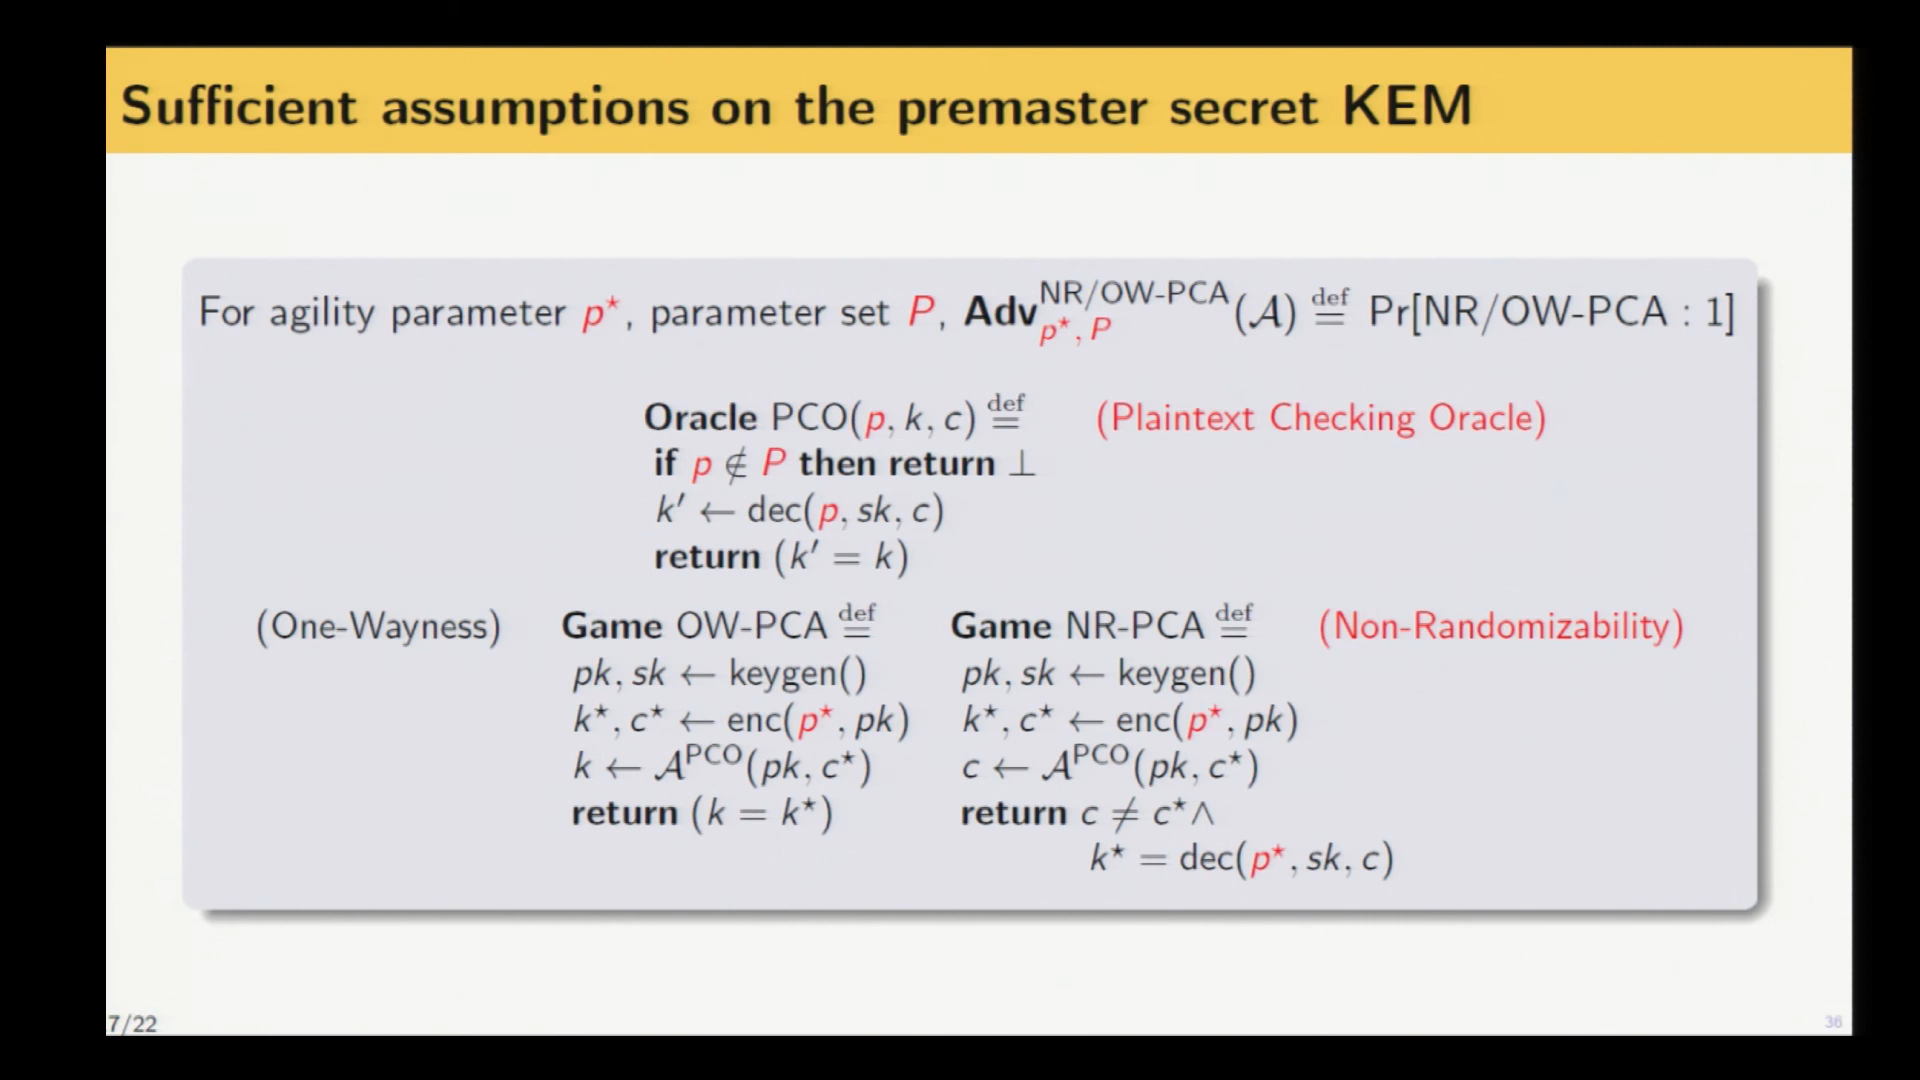 Sufficient assumptions on the premaster secret KEM
For agility parameter p⋆, parameter set P, Adv^{NR/OW-PCA}_{p⋆, P}(𝒜) ≝ Pr[NR/OW-PCA : 1]
Oracle PCO(p, k, c) ≝ (Plaintext Checking Oracle)
if p ∉ P then return ⊥
k′ ← dec(p, sk, c)
return (k′ = k)
(One-Wayness) Game OW-PCA ≝ Game NR-PCA ≝ (Non-Randomizability)
pk, sk ← keygen() pk, sk ← keygen()
k⋆, c⋆ ← enc(p⋆, pk) k⋆, c⋆ ← enc(p⋆, pk)
k ← 𝒜^{PCO}(pk, c⋆) c ← 𝒜^{PCO}(pk, c⋆)
return (k = k⋆) return c ≠ c⋆∧
k⋆ = dec(p⋆, sk, c)
7/22
36